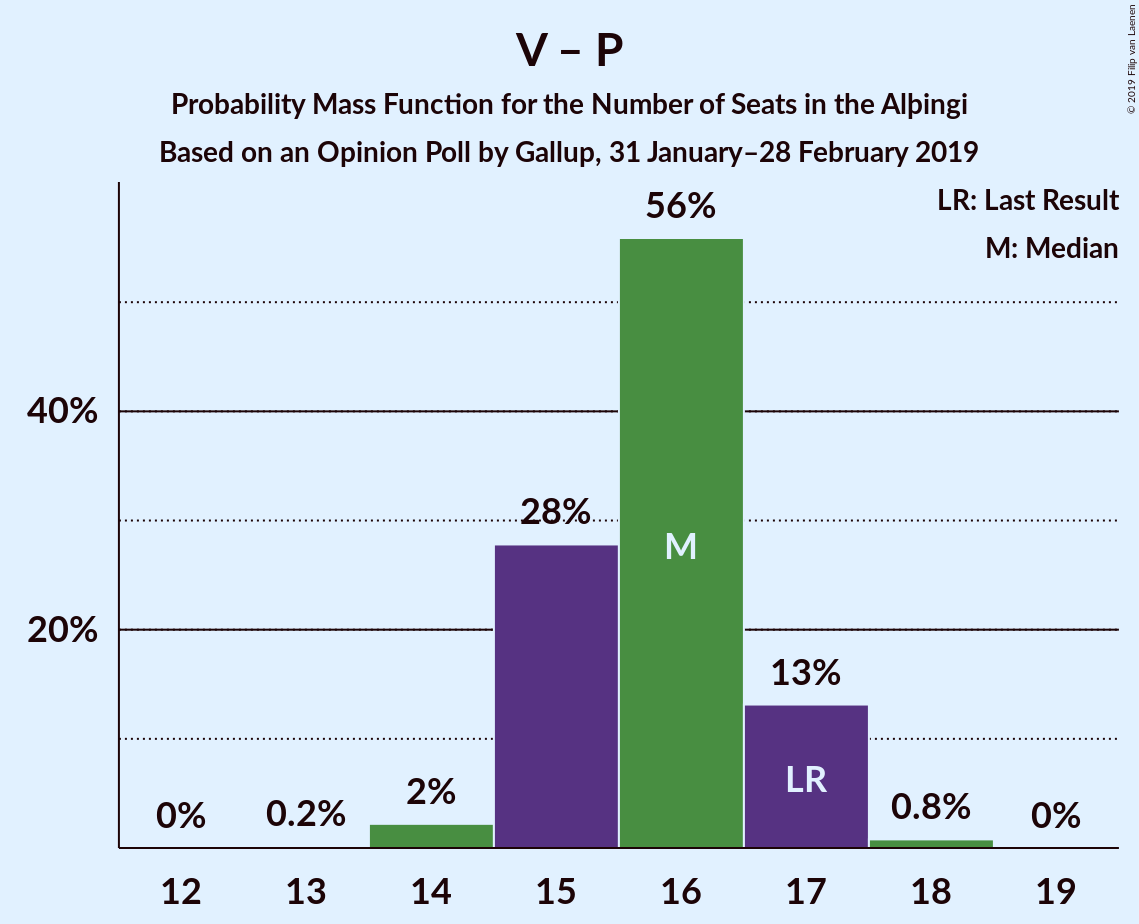 V – P
Probability Mass Function for the Number of Seats in the Alþingi
Based on an Opinion Poll by Gallup, 31 January–28 February 2019
© 2019 Filip van Laenen
LR: Last Result
M: Median
56%
40%
28%
M
20%
13%
LR
2%
0%
0.2%
0.8%
0%
12 13 14 15 16 17 18 19